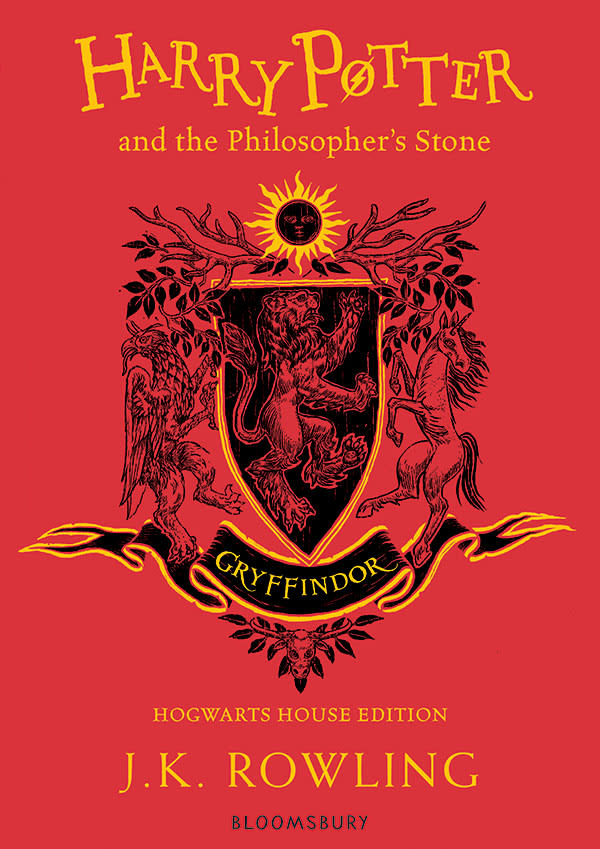 HARRY POTTER
and the Philosopher's Stone
GRYFFINDOR
HOGWARTS HOUSE EDITION
J.K. ROWLING
BLOOMSBURY